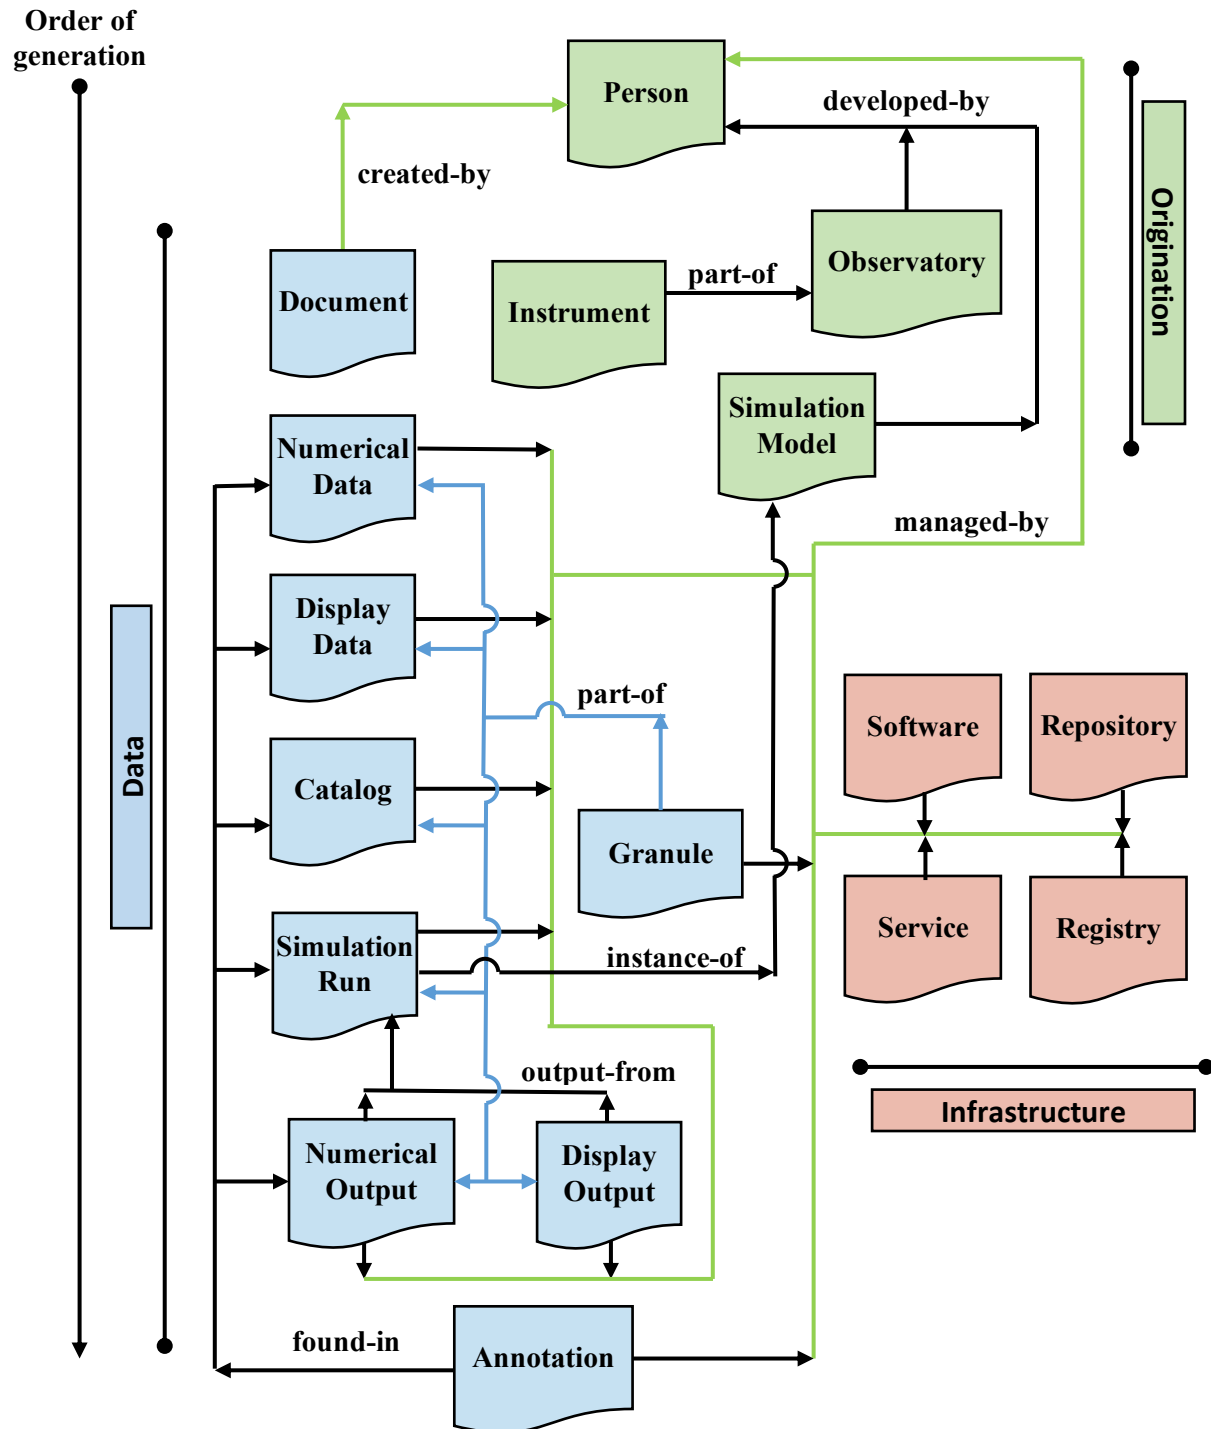 Order of
generation
Person
developed-by
created-by
Origination
Document
Instrument
part-of
Observatory
Simulation
Model
Numerical
Data
managed-by
Display
Data
Data
part-of
Software
Repository
Catalog
Granule
Service
Registry
Simulation
Run
instance-of
output-from
Infrastructure
Numerical
Output
Display
Output
found-in
Annotation